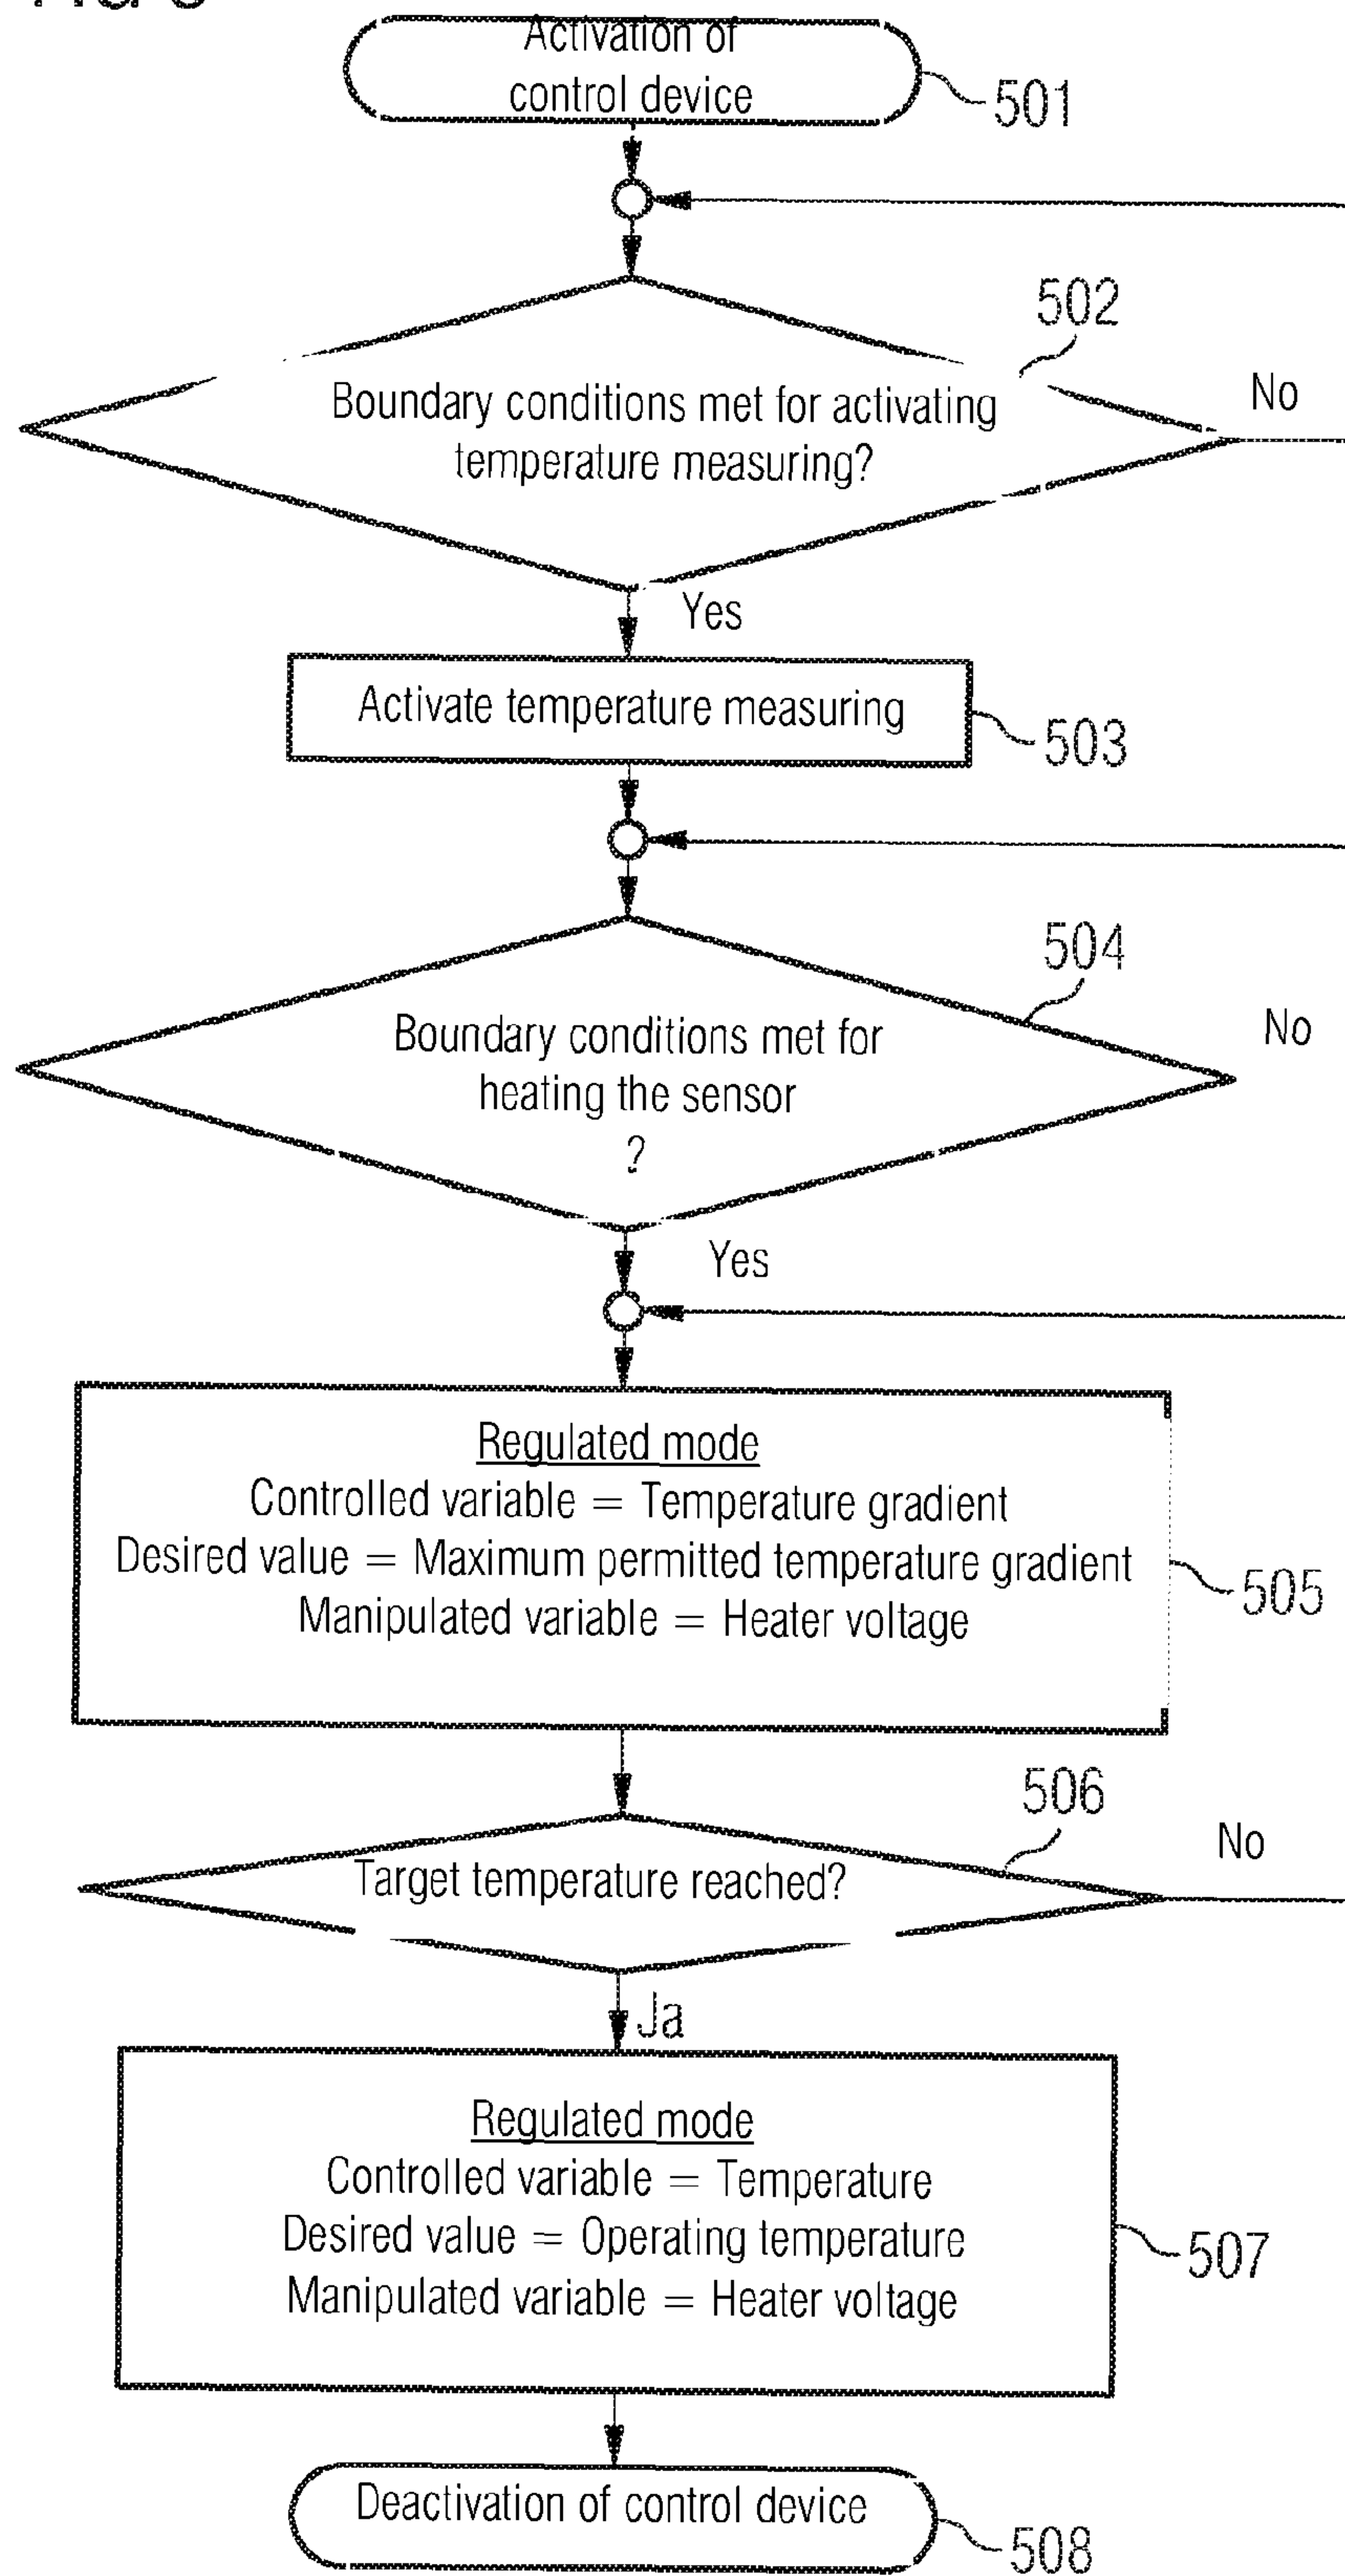 Activation of
control device
501
502
Boundary conditions met for activating
temperature measuring?
No
Yes
Activate temperature measuring
503
504
Boundary conditions met for
heating the sensor
?
No
Yes
Regulated mode
Controlled variable = Temperature gradient
Desired value = Maximum permitted temperature gradient
Manipulated variable = Heater voltage
505
506
Target temperature reached?
No
Ja
Regulated mode
Controlled variable = Temperature
Desired value = Operating temperature
Manipulated variable = Heater voltage
507
Deactivation of control device
508